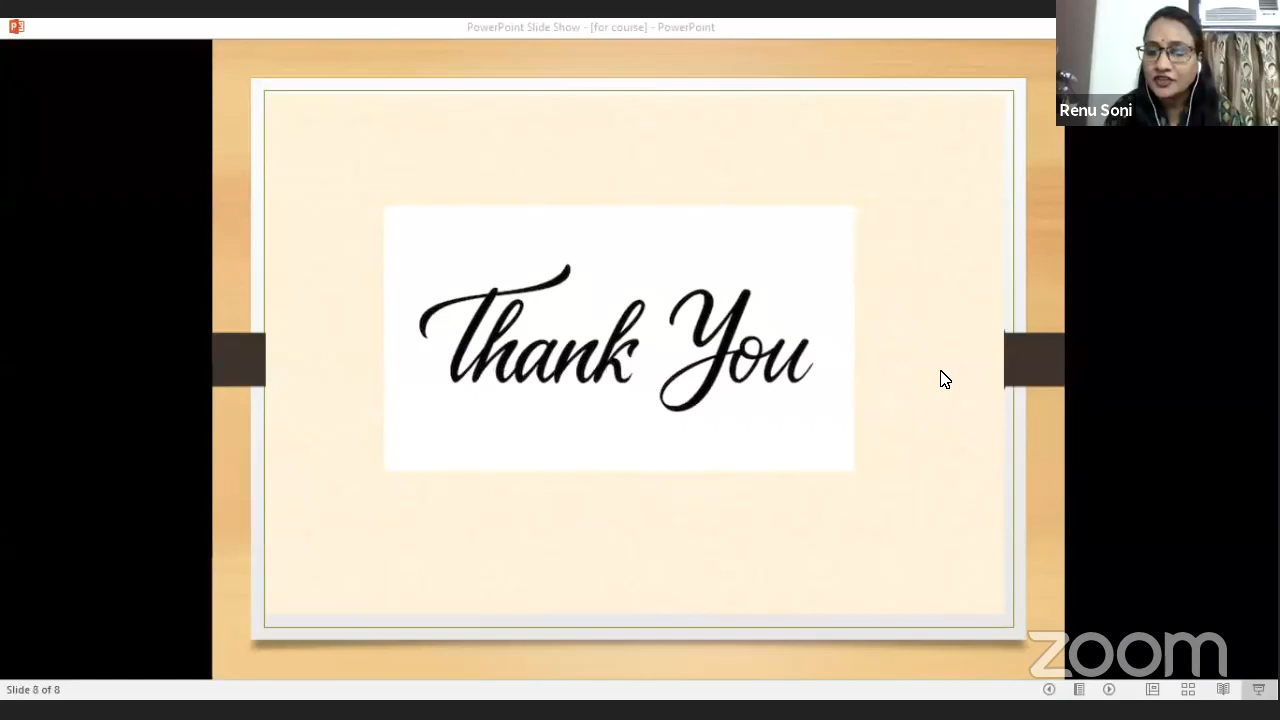 PowerPoint Slide Show - [for course] - PowerPoint
Renu Soni
Thank You
zoom
Slide 8 of 8